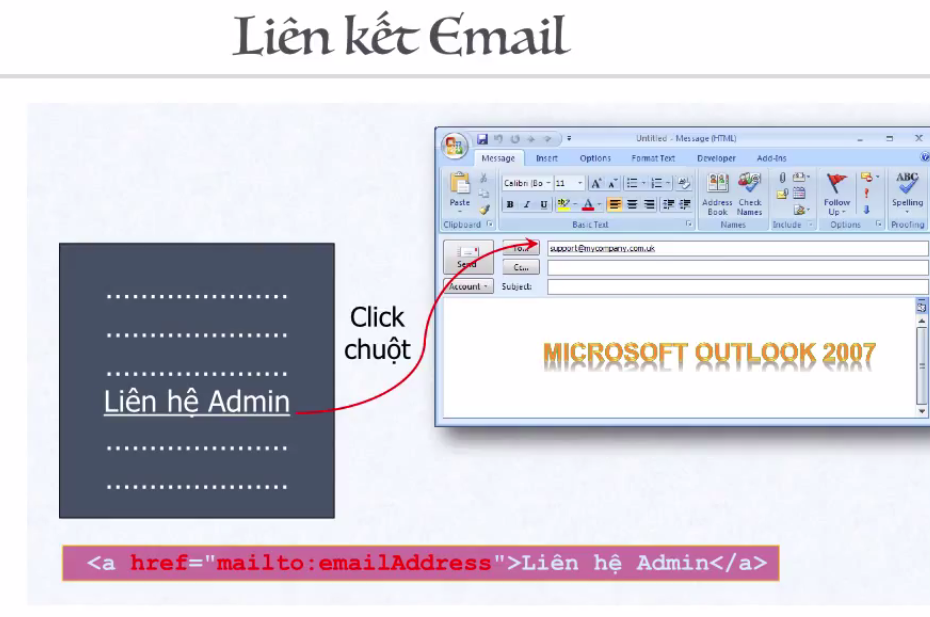 Liên kết Email
Untitled - Message (HTML)
Message Insert Options Format Text Developer Add-Ins
Calibri (Bo 11
Paste
B I U
Address Book
Check Names
Follow Up
Spelling
Clipboard Basic Text Names Include Options Proofing
To... support@mycompany.com.uk
Send
Cc...
Account Subject:
MICROSOFT OUTLOOK 2007
.....................
.....................
.....................
Liên hệ Admin
.....................
.....................
Click
chuột
<a href="mailto:emailAddress">Liên hệ Admin</a>